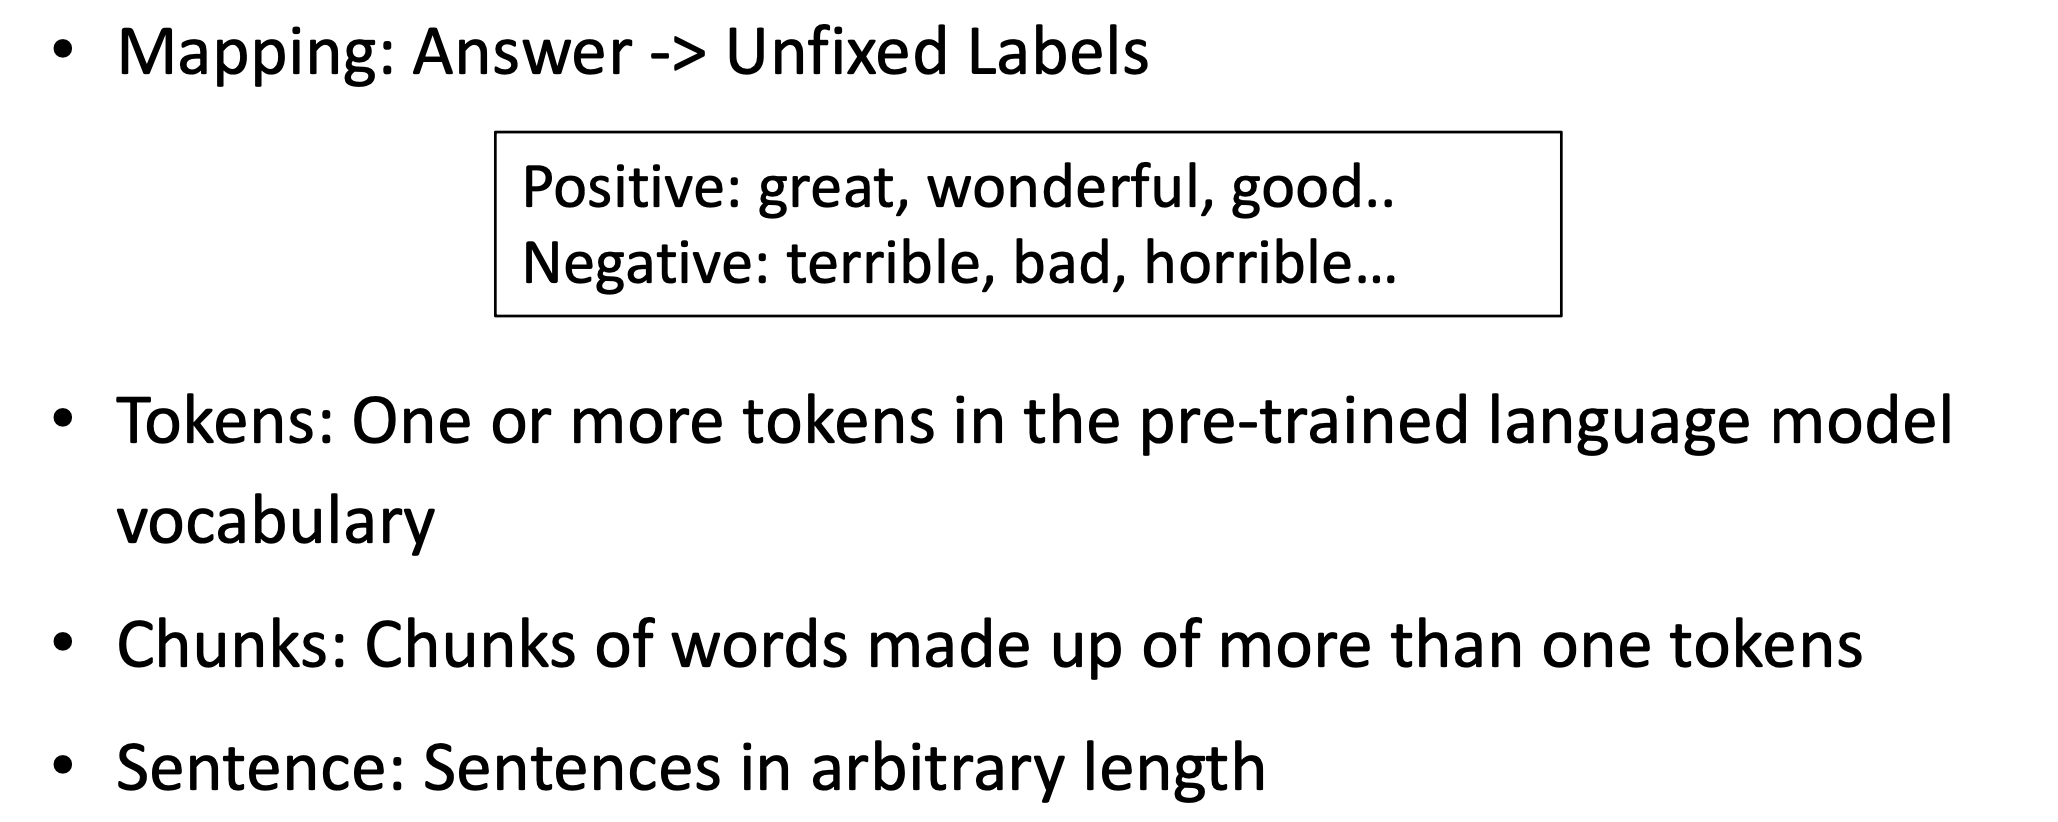 • Mapping: Answer -> Unfixed Labels
Positive: great, wonderful, good..
Negative: terrible, bad, horrible...
• Tokens: One or more tokens in the pre-trained language model
vocabulary
• Chunks: Chunks of words made up of more than one tokens
• Sentence: Sentences in arbitrary length